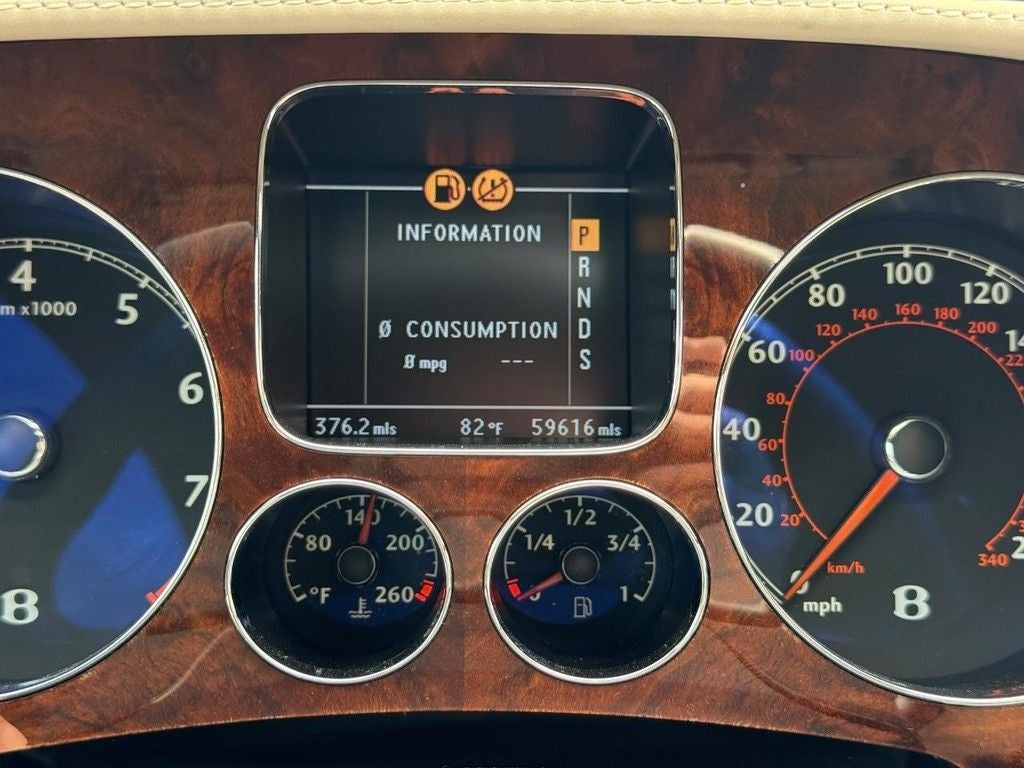 INFORMATION
Ø CONSUMPTION
Ø mpg ---
P
R
N
D
S
376.2 mls 82 °F 59616 mls
4
5
6
7
m x1000
B
80
140
200
260
°F
0
1/4
1/2
3/4
1
0
20
40
60
80
100
120
20
40
60
80
100
120
140
160
180
200
340
km/h
mph
B